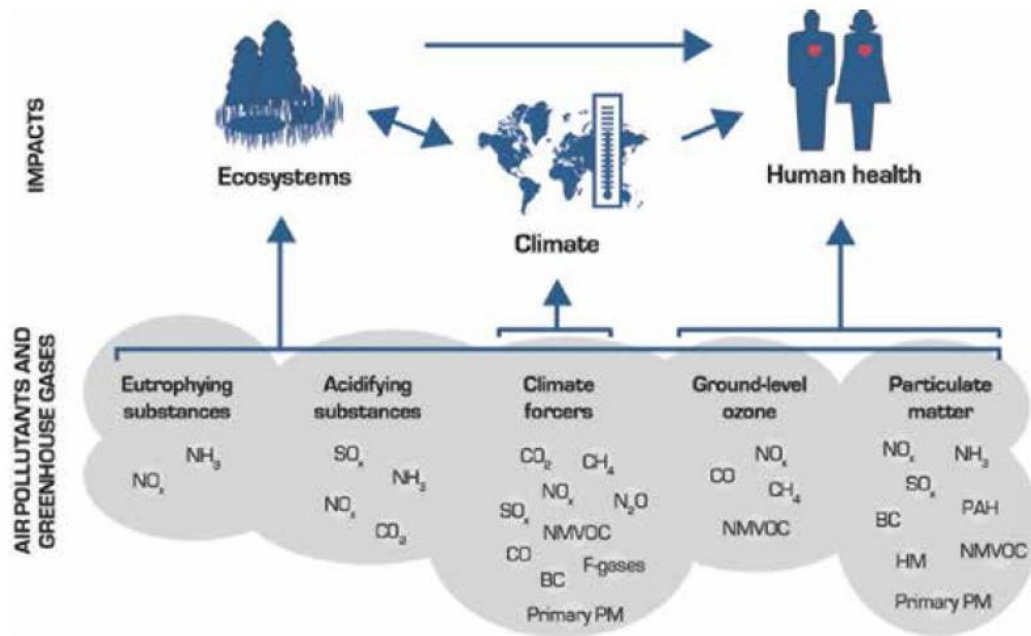 IMPACTS
Ecosystems
Climate
Human health
AIR POLLUTANTS AND
GREENHOUSE GASES
Eutrophying
substances
NH₃
NOₓ
Acidifying
substances
SOₓ
NH₃
NOₓ
CO₂
Climate
forcers
CO₂
CH₄
NOₓ
N₂O
SOₓ
NMVOC
CO
F-gases
BC
Primary PM
Ground-level
ozone
NOₓ
CO
CH₄
NMVOC
Particulate
matter
NOₓ
NH₃
SOₓ
PAH
BC
NMVOC
HM
Primary PM